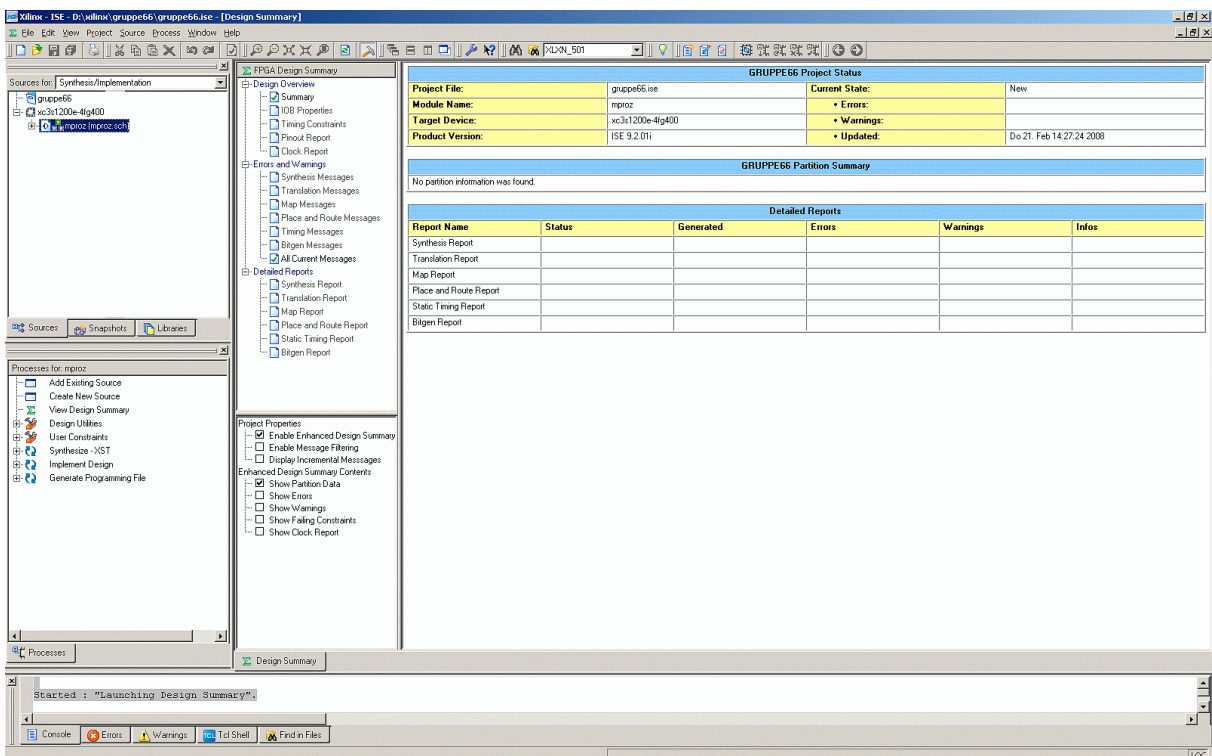 Xilinx - ISE - D:\xilinx\gruppe66\gruppe66.ise - [Design Summary]
File Edit View Project Source Process Window Help
XLXN_501
Sources for: Synthesis/Implementation
gruppe66
xc3s1200e-4fg400
mproz (mproz.sch)
Sources Snapshots Libraries
Processes for: mproz
Add Existing Source
Create New Source
View Design Summary
Design Utilities
User Constraints
Synthesize - XST
Implement Design
Generate Programming File
Processes
FPGA Design Summary
Design Overview
Summary
IOB Properties
Timing Constraints
Pinout Report
Clock Report
Errors and Warnings
Synthesis Messages
Translation Messages
Map Messages
Place and Route Messages
Timing Messages
Bitgen Messages
All Current Messages
Detailed Reports
Synthesis Report
Translation Report
Map Report
Place and Route Report
Static Timing Report
Bitgen Report
Project Properties
Enable Enhanced Design Summary
Enable Message Filtering
Display Incremental Messsages
Enhanced Design Summary Contents
Show Partition Data
Show Errors
Show Warnings
Show Failing Constraints
Show Clock Report
Design Summary
GRUPPE66 Project Status
Project File: gruppe66.ise Current State: New
Module Name: mproz • Errors:
Target Device: xc3s1200e-4fg400 • Warnings:
Product Version: ISE 9.2.01i • Updated: Do 21. Feb 14:27:24 2008
GRUPPE66 Partition Summary
No partition information was found.
Detailed Reports
Report Name Status Generated Errors Warnings Infos
Synthesis Report
Translation Report
Map Report
Place and Route Report
Static Timing Report
Bitgen Report
Started : "Launching Design Summary".
Console Errors Warnings TCL Tcl Shell Find in Files